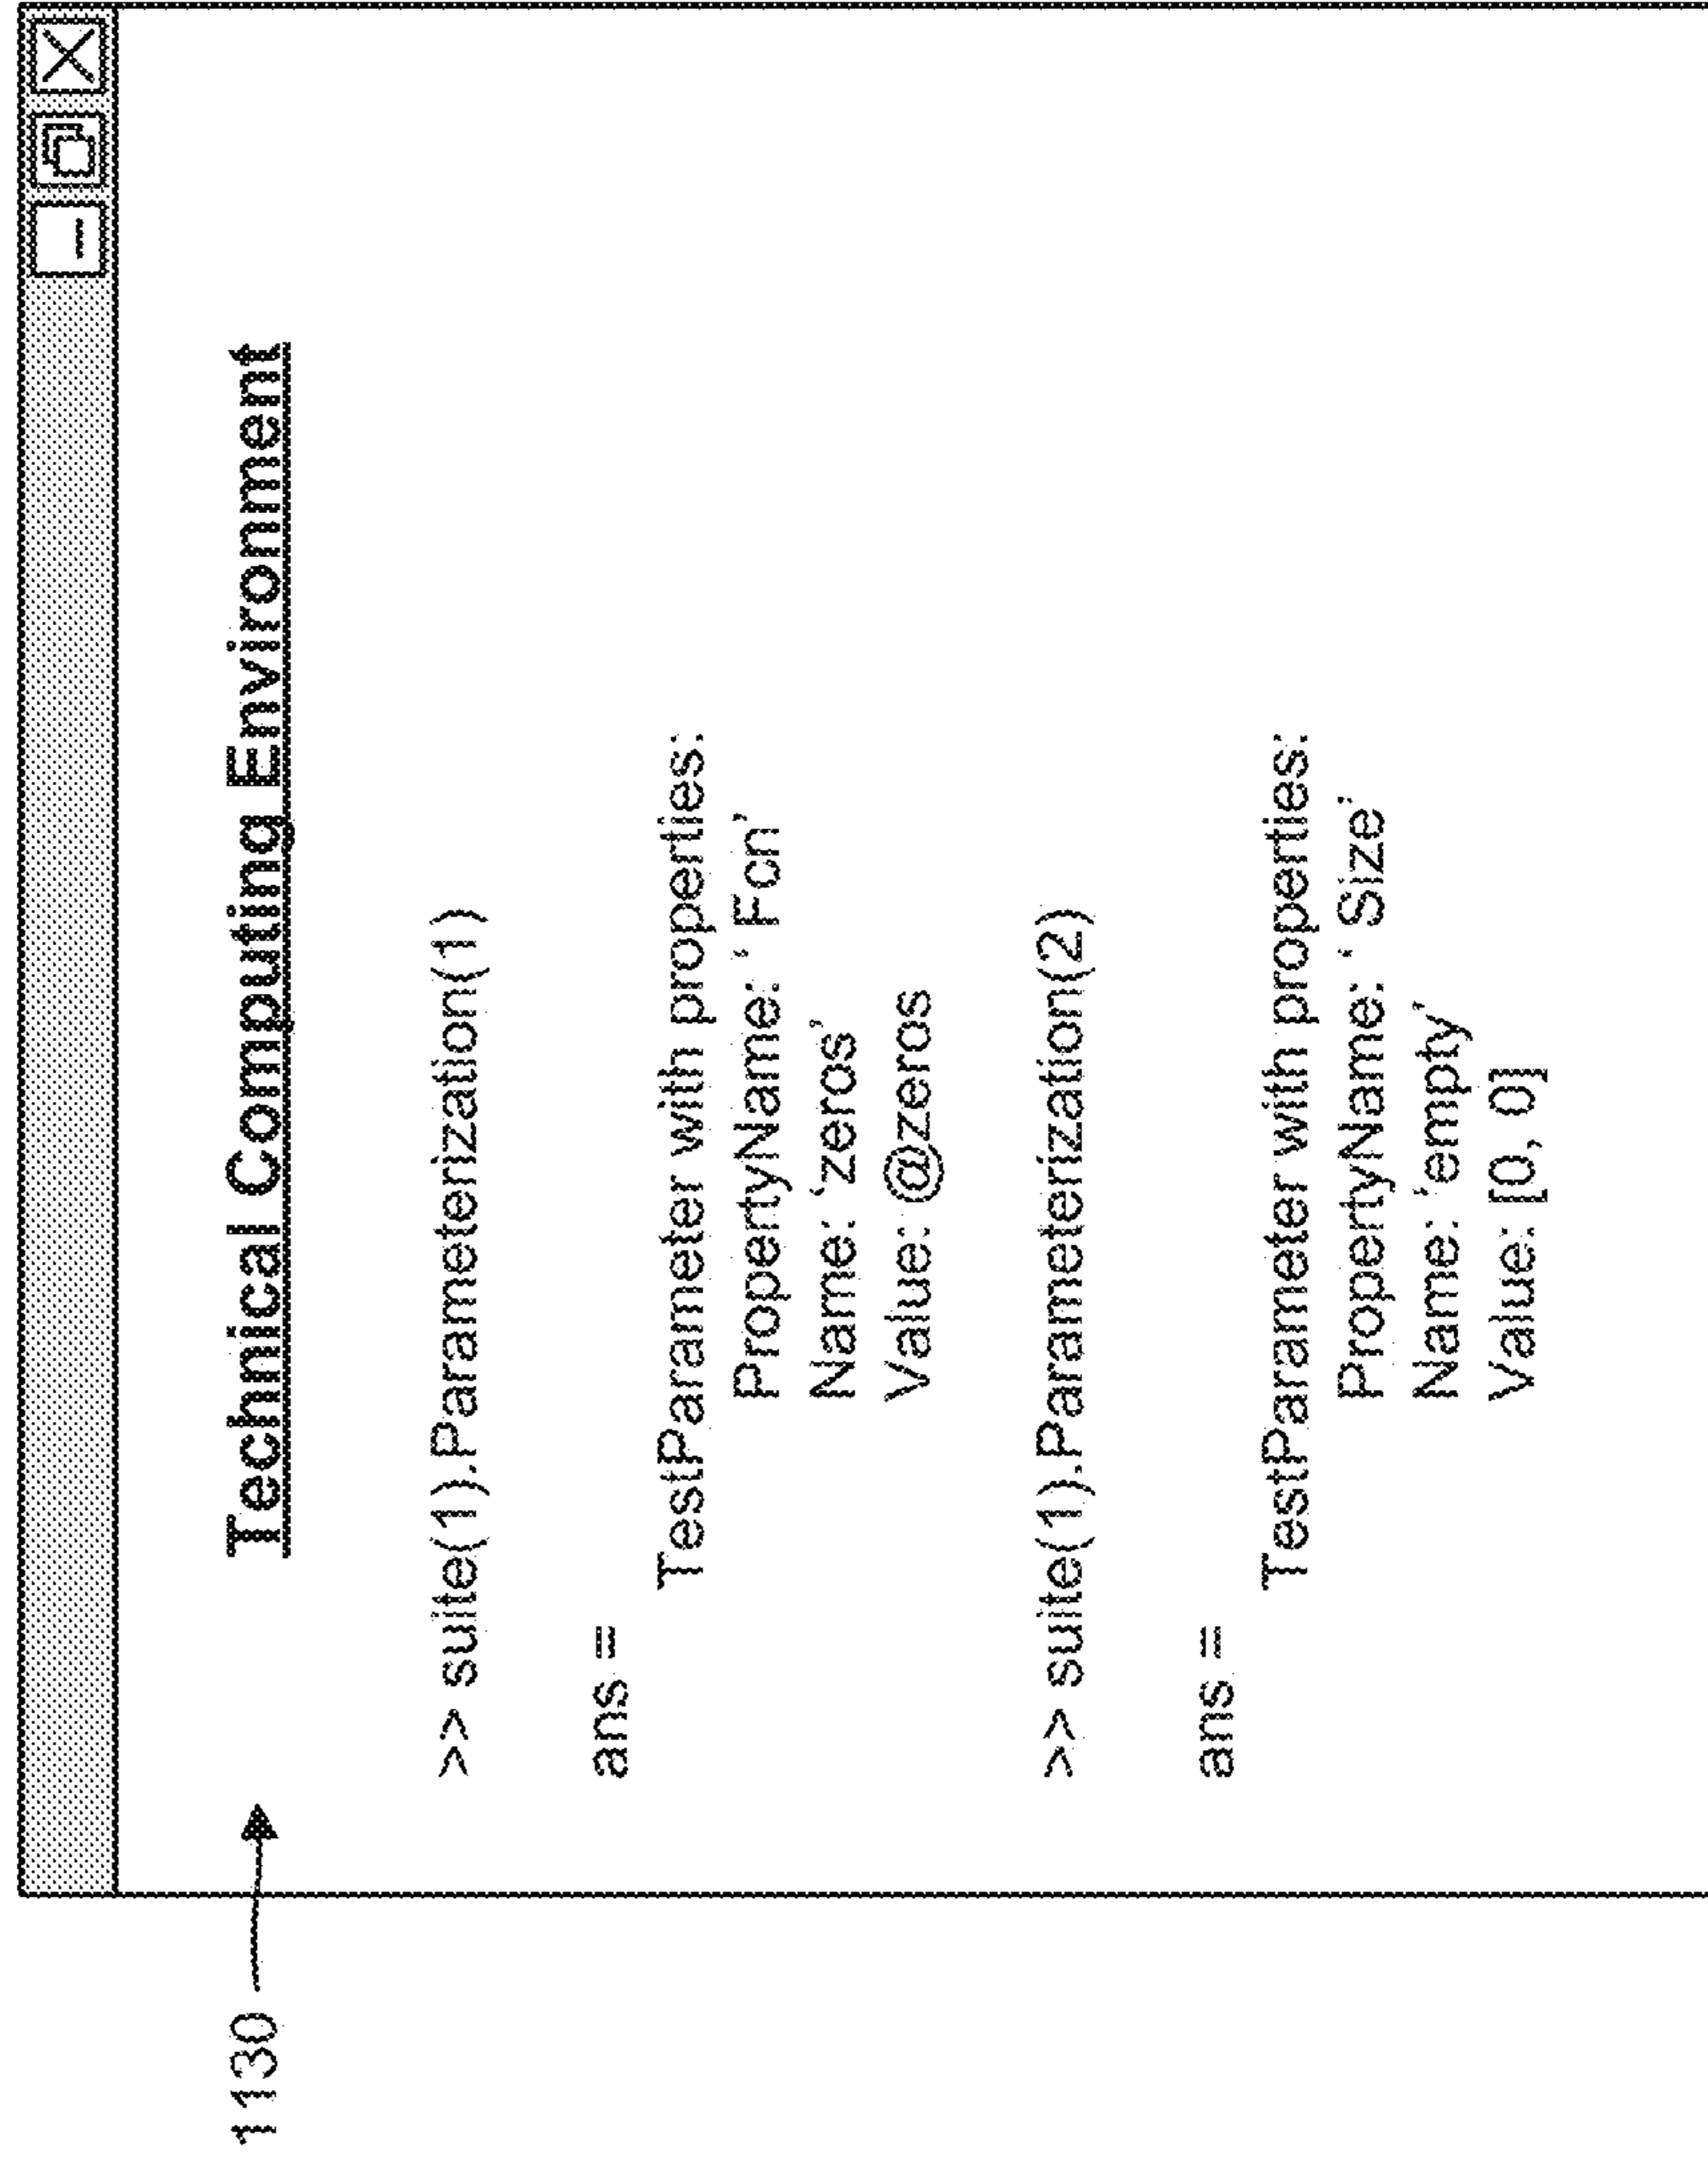 1130
Technical Computing Environment
>> suite(1).Parameterization(1)
ans =
TestParameter with properties:
PropertyName: ' Fcn'
Name: 'zeros'
Value: @zeros
>> suite(1).Parameterization(2)
ans =
TestParameter with properties:
PropertyName: ' Size'
Name: 'empty'
Value: [0, 0]